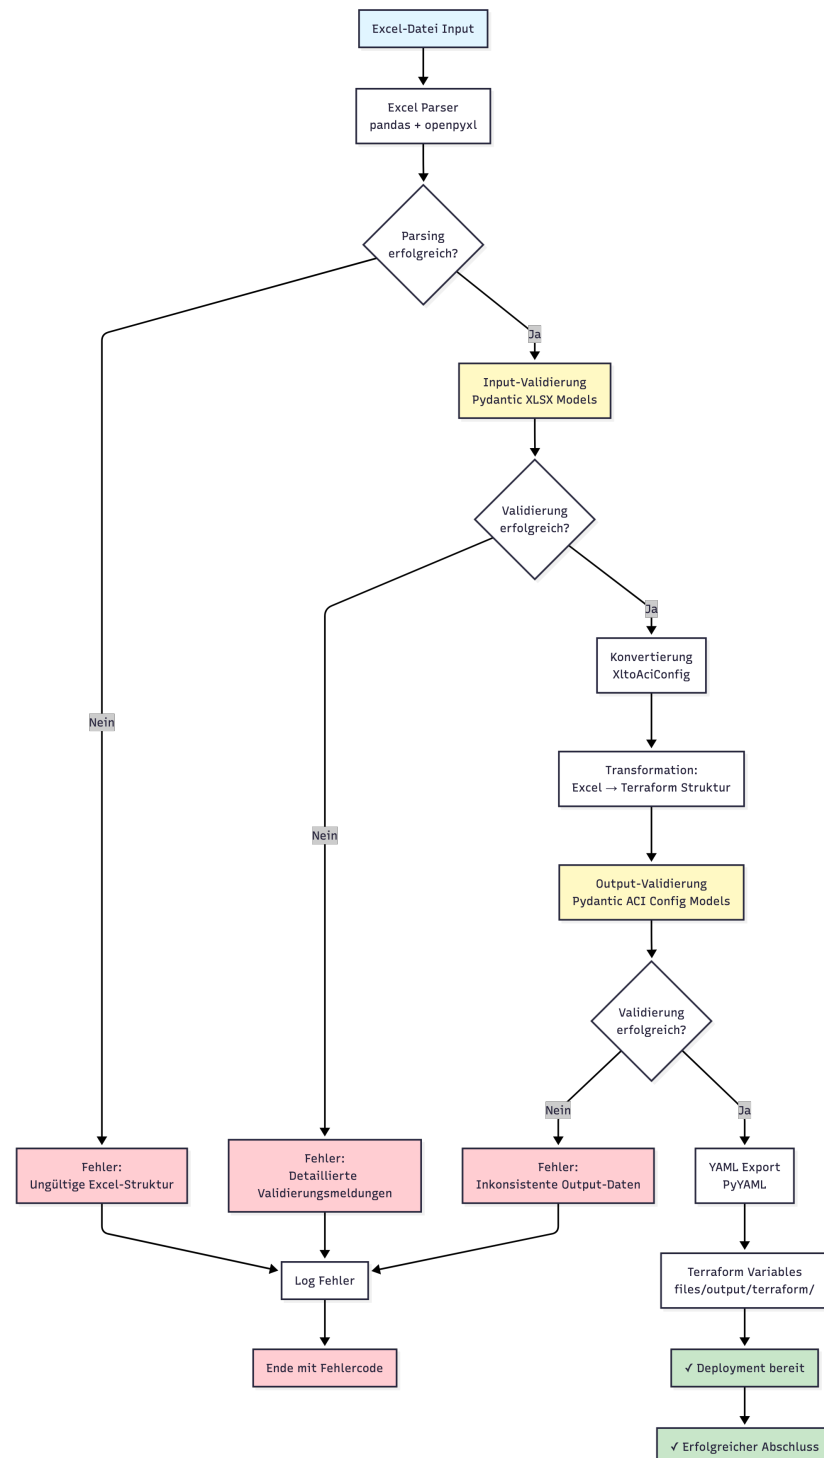 Excel-Datei Input
Excel Parser
pandas + openpyxl
Parsing
erfolgreich?
Ja
Input-Validierung
Pydantic XLSX Models
Validierung
erfolgreich?
Ja
Konvertierung
XltoAciConfig
Nein
Transformation:
Excel → Terraform Struktur
Nein
Output-Validierung
Pydantic ACI Config Models
Validierung
erfolgreich?
Nein
Ja
Fehler:
Ungültige Excel-Struktur
Fehler:
Detaillierte
Validierungsmeldungen
Fehler:
Inkonsistente Output-Daten
YAML Export
PyYAML
Log Fehler
Terraform Variables
files/output/terraform/
Ende mit Fehlercode
✓ Deployment bereit
✓ Erfolgreicher Abschluss